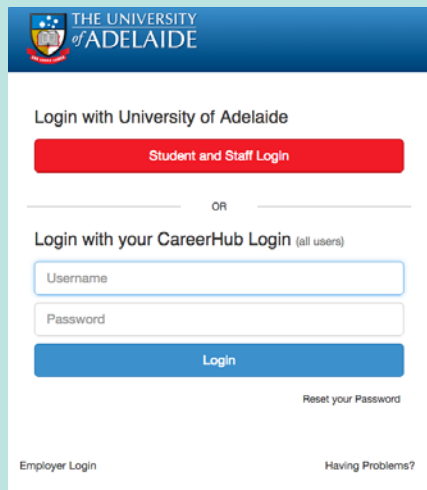 THE UNIVERSITY
of ADELAIDE
Login with University of Adelaide
Student and Staff Login
OR
Login with your CareerHub Login (all users)
Username
Password
Login
Reset your Password
Employer Login
Having Problems?